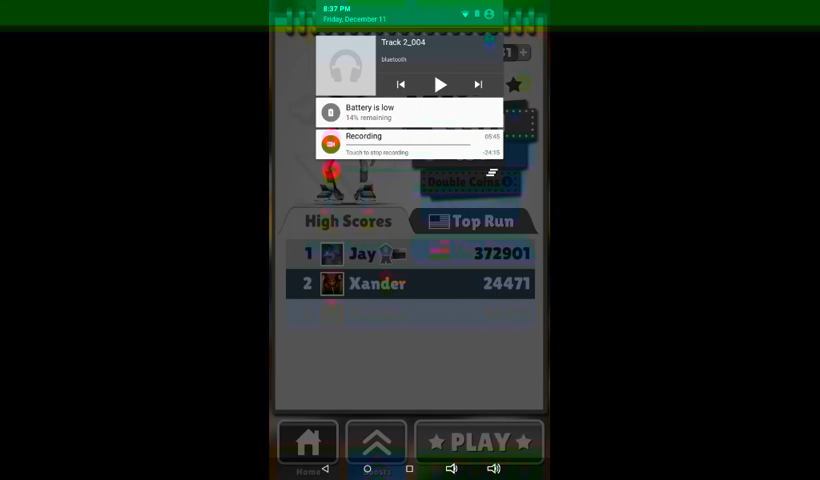 8:37 PM
Friday, December 11
Track 2_004
bluetooth
Battery is low
14% remaining
Recording
05:45
Touch to stop recording.
-24:15
Double Coins
High Scores
Top Run
1 Jay 372901
2 Xander 24471
PLAY
Home